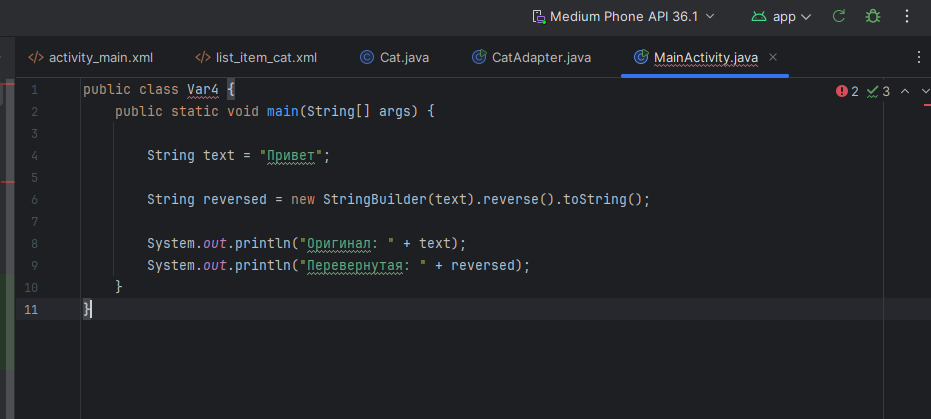 Medium Phone API 36.1 app
activity_main.xml list_item_cat.xml Cat.java CatAdapter.java MainActivity.java
1 public class Var4 {
2 public static void main(String[] args) {
3
4 String text = "Привет";
5
6 String reversed = new StringBuilder(text).reverse().toString();
7
8 System.out.println("Оригинал: " + text);
9 System.out.println("Перевернутая: " + reversed);
10 }
11 }
2 3